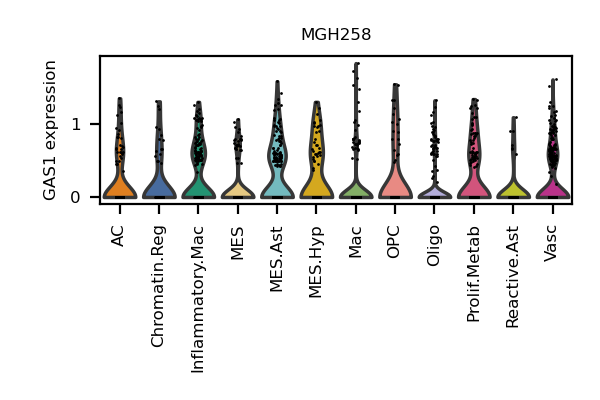 MGH258
GAS1 expression
1
0
AC
Chromatin.Reg
Inflammatory.Mac
MES
MES.Ast
MES.Hyp
Mac
OPC
Oligo
Prolif.Metab
Reactive.Ast
Vasc